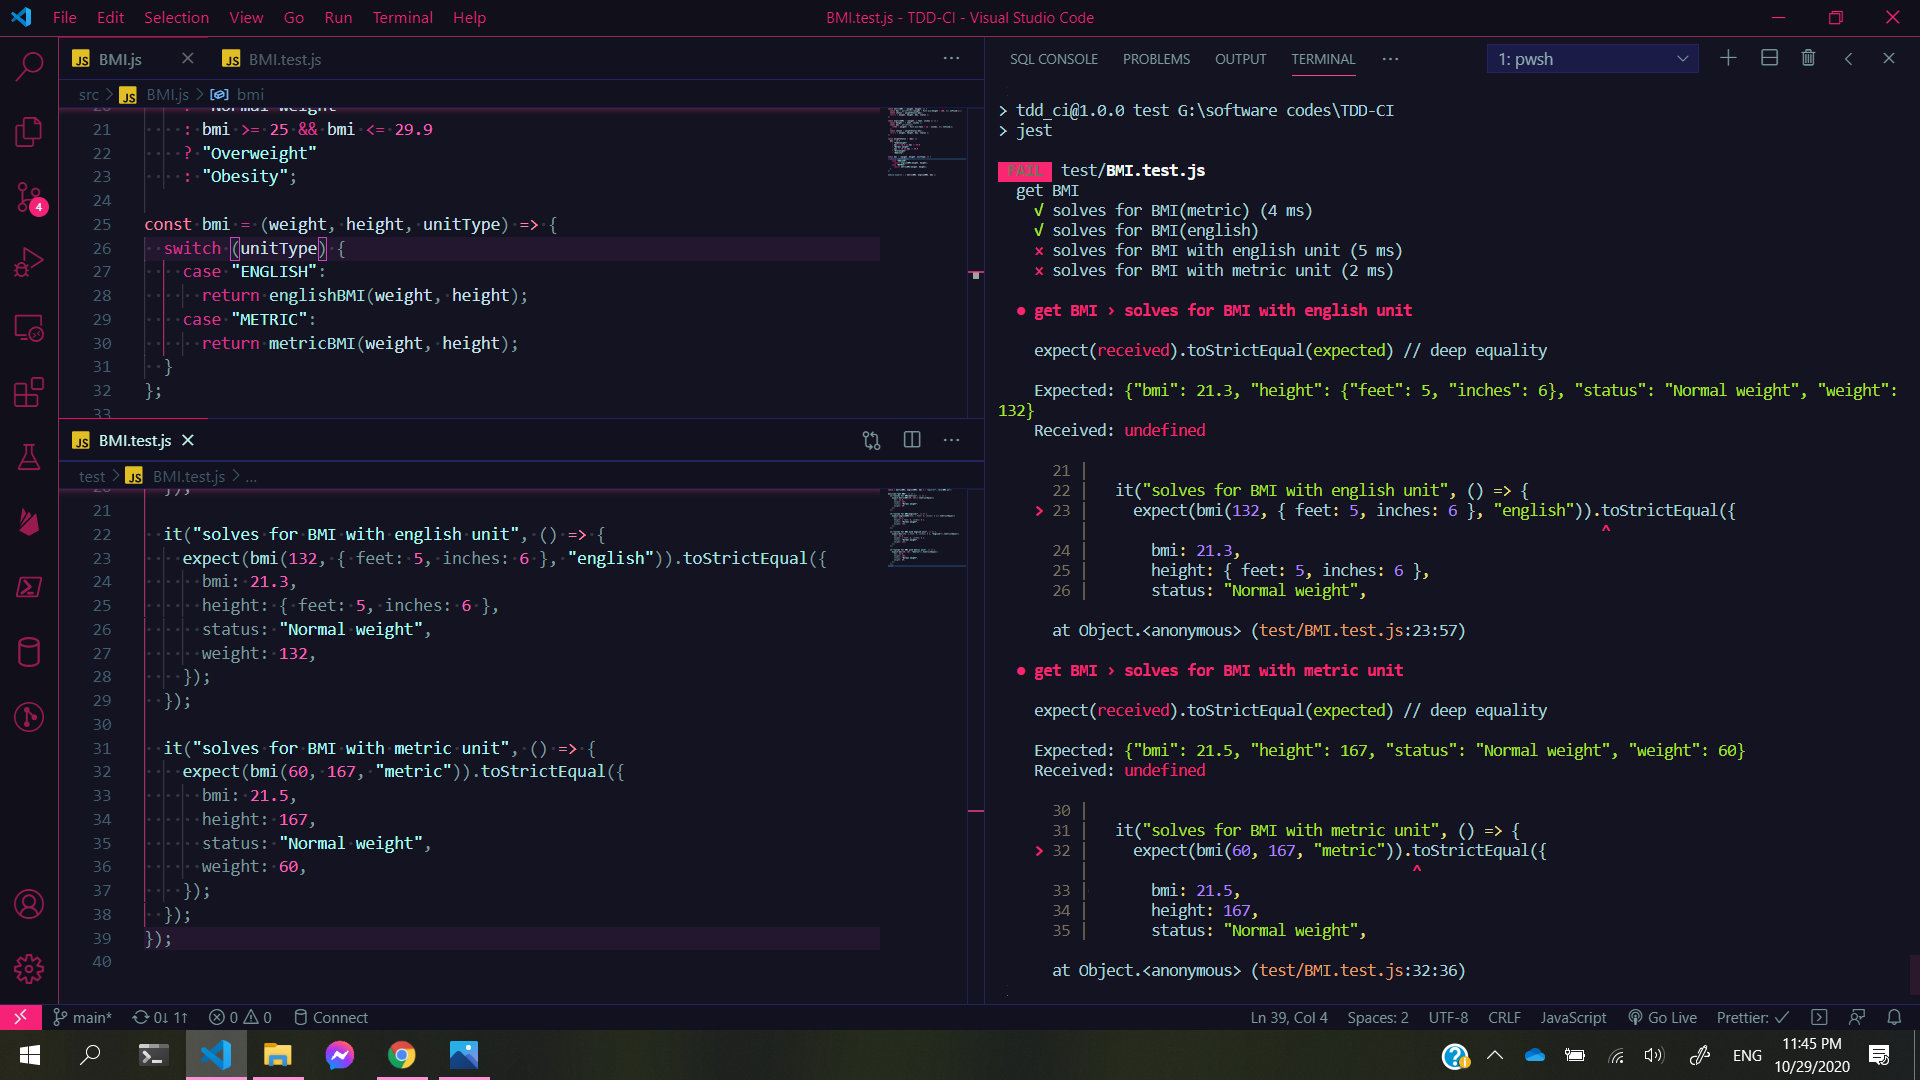 File Edit Selection View Go Run Terminal Help
BMI.test.js - TDD-CI - Visual Studio Code
JS BMI.js
JS BMI.test.js
src > JS BMI.js > bmi
20 : "Normal weight"
21 : bmi >= 25 && bmi <= 29.9
22 ? "Overweight"
23 : "Obesity";
24
25 const bmi = (weight, height, unitType) => {
26 switch (unitType) {
27 case "ENGLISH":
28 return englishBMI(weight, height);
29 case "METRIC":
30 return metricBMI(weight, height);
31 }
32 };
33
JS BMI.test.js
test > JS BMI.test.js > ...
20 });
21
22 it("solves for BMI with english unit", () => {
23 expect(bmi(132, { feet: 5, inches: 6 }, "english")).toStrictEqual({
24 bmi: 21.3,
25 height: { feet: 5, inches: 6 },
26 status: "Normal weight",
27 weight: 132,
28 });
29 });
30
31 it("solves for BMI with metric unit", () => {
32 expect(bmi(60, 167, "metric")).toStrictEqual({
33 bmi: 21.5,
34 height: 167,
35 status: "Normal weight",
36 weight: 60,
37 });
38 });
39 });
40
SQL CONSOLE PROBLEMS OUTPUT TERMINAL ... 1: pwsh
> tdd_ci@1.0.0 test G:\software codes\TDD-CI
> jest
FAIL test/BMI.test.js
get BMI
√ solves for BMI(metric) (4 ms)
√ solves for BMI(english)
× solves for BMI with english unit (5 ms)
× solves for BMI with metric unit (2 ms)
● get BMI › solves for BMI with english unit
expect(received).toStrictEqual(expected) // deep equality
Expected: {"bmi": 21.3, "height": {"feet": 5, "inches": 6}, "status": "Normal weight", "weight":
132}
Received: undefined
21 |
22 | it("solves for BMI with english unit", () => {
> 23 | expect(bmi(132, { feet: 5, inches: 6 }, "english")).toStrictEqual({
| ^
24 | bmi: 21.3,
25 | height: { feet: 5, inches: 6 },
26 | status: "Normal weight",
at Object.<anonymous> (test/BMI.test.js:23:57)
● get BMI › solves for BMI with metric unit
expect(received).toStrictEqual(expected) // deep equality
Expected: {"bmi": 21.5, "height": 167, "status": "Normal weight", "weight": 60}
Received: undefined
30 |
31 | it("solves for BMI with metric unit", () => {
> 32 | expect(bmi(60, 167, "metric")).toStrictEqual({
| ^
33 | bmi: 21.5,
34 | height: 167,
35 | status: "Normal weight",
at Object.<anonymous> (test/BMI.test.js:32:36)
4
main* 0↓ 1↑ 0 0 Connect
Ln 39, Col 4 Spaces: 2 UTF-8 CRLF JavaScript Go Live Prettier: ✓
ENG
11:45 PM
10/29/2020